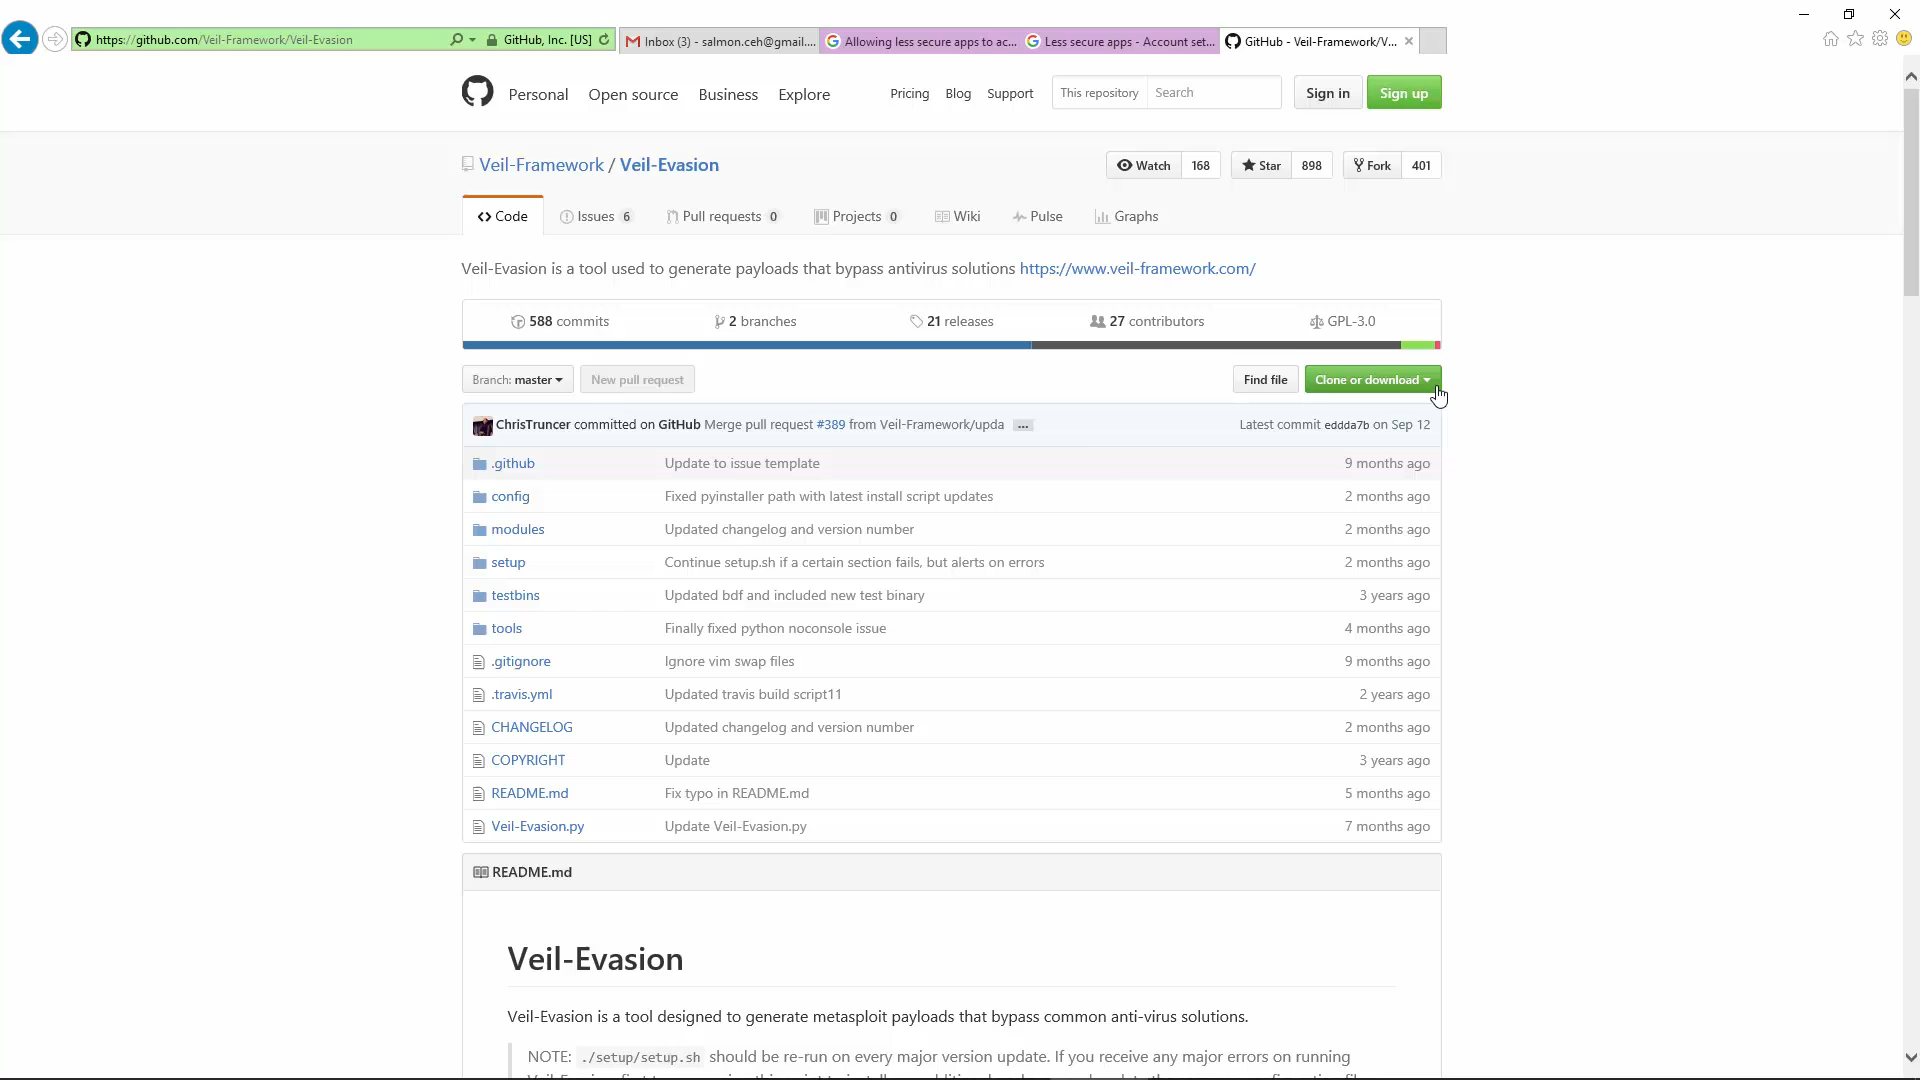 https://github.com/Veil-Framework/Veil-Evasion GitHub, Inc. [US] Inbox (3) - salmon.ceh@gmail.... Allowing less secure apps to ac... Less secure apps - Account set... GitHub - Veil-Framework/V...
Personal Open source Business Explore Pricing Blog Support This repository Search Sign in Sign up
Veil-Framework / Veil-Evasion Watch 168 Star 898 Fork 401
Code Issues 6 Pull requests 0 Projects 0 Wiki Pulse Graphs
Veil-Evasion is a tool used to generate payloads that bypass antivirus solutions https://www.veil-framework.com/
588 commits 2 branches 21 releases 27 contributors GPL-3.0
Branch: master New pull request Find file Clone or download
ChrisTruncer committed on GitHub Merge pull request #389 from Veil-Framework/upda ... Latest commit eddda7b on Sep 12
.github Update to issue template 9 months ago
config Fixed pyinstaller path with latest install script updates 2 months ago
modules Updated changelog and version number 2 months ago
setup Continue setup.sh if a certain section fails, but alerts on errors 2 months ago
testbins Updated bdf and included new test binary 3 years ago
tools Finally fixed python noconsole issue 4 months ago
.gitignore Ignore vim swap files 9 months ago
.travis.yml Updated travis build script11 2 years ago
CHANGELOG Updated changelog and version number 2 months ago
COPYRIGHT Update 3 years ago
README.md Fix typo in README.md 5 months ago
Veil-Evasion.py Update Veil-Evasion.py 7 months ago
README.md
Veil-Evasion
Veil-Evasion is a tool designed to generate metasploit payloads that bypass common anti-virus solutions.
NOTE: ./setup/setup.sh should be re-run on every major version update. If you receive any major errors on running